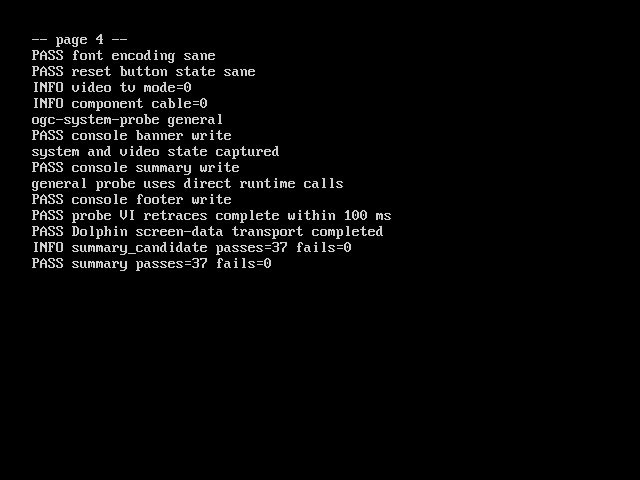 -- page 4 --
PASS font encoding sane
PASS reset button state sane
INFO video tv mode=0
INFO component cable=0
ogc-system-probe general
PASS console banner write
system and video state captured
PASS console summary write
general probe uses direct runtime calls
PASS console footer write
PASS probe VI retraces complete within 100 ms
PASS Dolphin screen-data transport completed
INFO summary_candidate passes=37 fails=0
PASS summary passes=37 fails=0